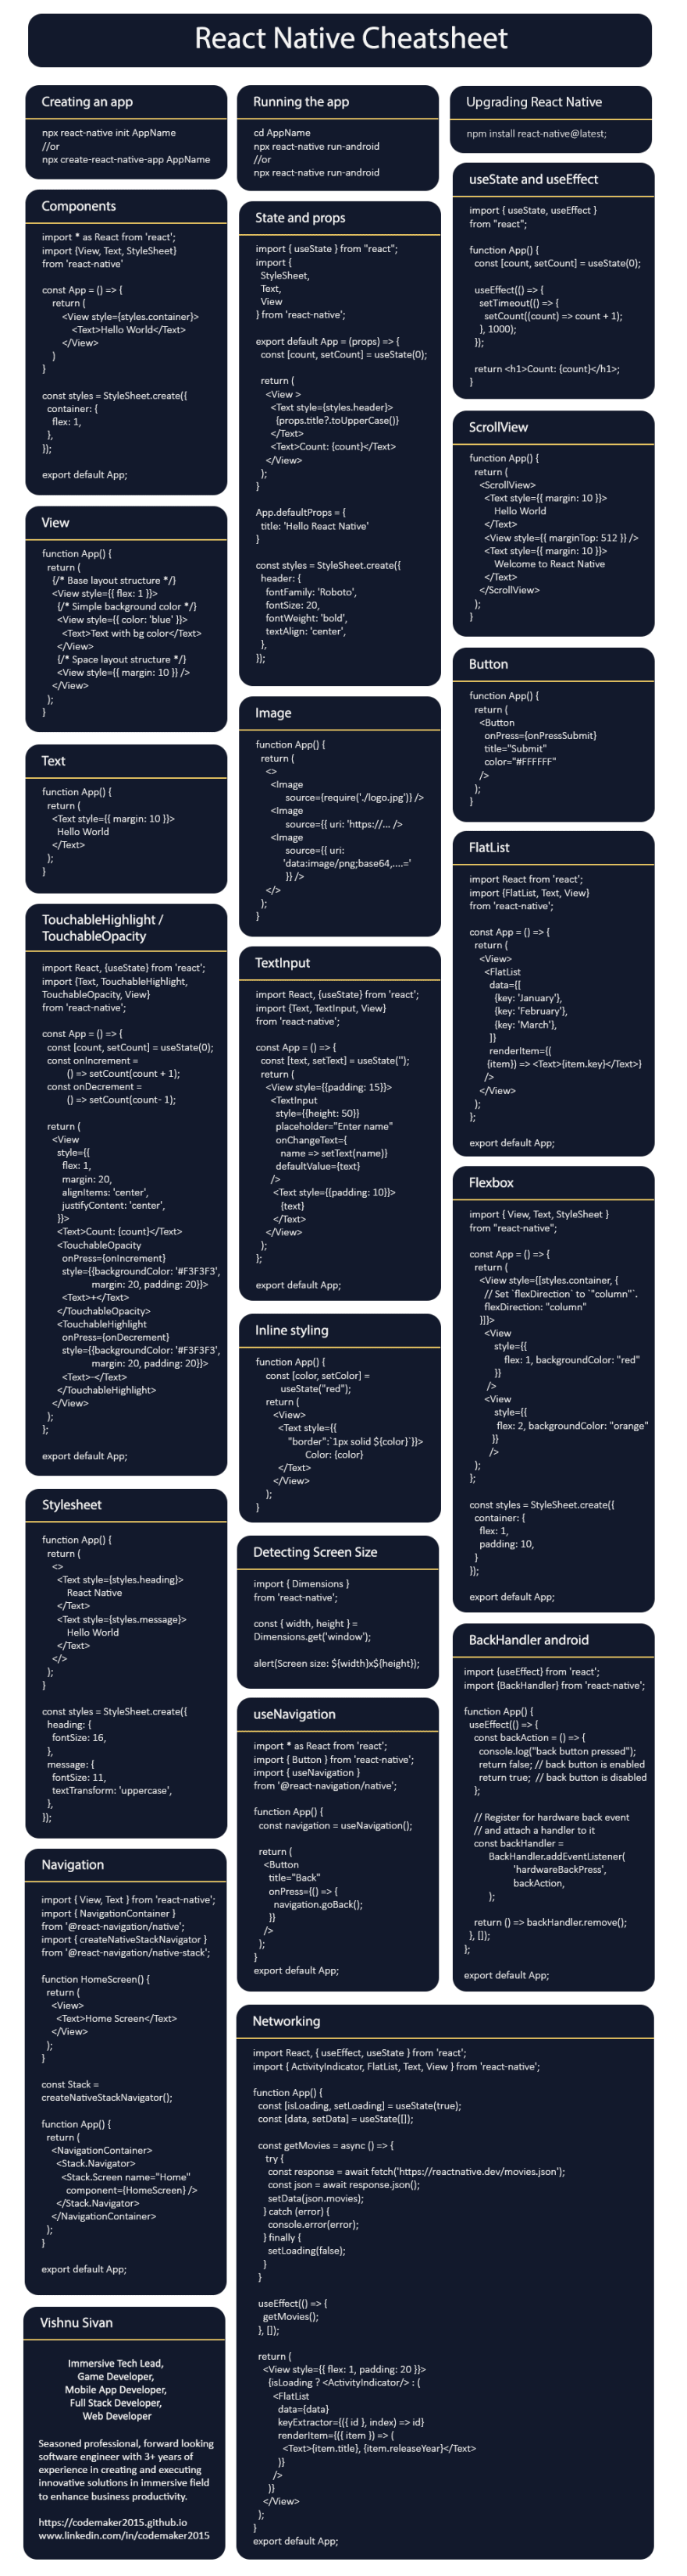 React Native Cheatsheet
Creating an app
npx react-native init AppName
//or
npx create-react-native-app AppName
Components
import * as React from 'react';
import {View, Text, StyleSheet}
from 'react-native'
const App = () => {
return (
<View style={styles.container}>
<Text>Hello World</Text>
</View>
)
}
const styles = StyleSheet.create({
container: {
flex: 1,
},
});
export default App;
View
function App() {
return (
{/* Base layout structure */}
<View style={{ flex: 1 }}>
{/* Simple background color */}
<View style={{ color: 'blue' }}>
<Text>Text with bg color</Text>
</View>
{/* Space layout structure */}
<View style={{ margin: 10 }} />
</View>
);
}
Text
function App() {
return (
<Text style={{ margin: 10 }}>
Hello World
</Text>
);
}
TouchableHighlight /
TouchableOpacity
import React, {useState} from 'react';
import {Text, TouchableHighlight,
TouchableOpacity, View}
from 'react-native';
const App = () => {
const [count, setCount] = useState(0);
const onIncrement =
() => setCount(count + 1);
const onDecrement =
() => setCount(count- 1);
return (
<View
style={{
flex: 1,
margin: 20,
alignItems: 'center',
justifyContent: 'center',
}}>
<Text>Count: {count}</Text>
<TouchableOpacity
onPress={onIncrement}
style={{backgroundColor: '#F3F3F3',
margin: 20, padding: 20}}>
<Text>+</Text>
</TouchableOpacity>
<TouchableHighlight
onPress={onDecrement}
style={{backgroundColor: '#F3F3F3',
margin: 20, padding: 20}}>
<Text>-</Text>
</TouchableHighlight>
</View>
);
};
export default App;
Stylesheet
function App() {
return (
<>
<Text style={styles.heading}>
React Native
</Text>
<Text style={styles.message}>
Hello World
</Text>
</>
);
}
const styles = StyleSheet.create({
heading: {
fontSize: 16,
},
message: {
fontSize: 11,
textTransform: 'uppercase',
},
});
Navigation
import { View, Text } from 'react-native';
import { NavigationContainer }
from '@react-navigation/native';
import { createNativeStackNavigator }
from '@react-navigation/native-stack';
function HomeScreen() {
return (
<View>
<Text>Home Screen</Text>
</View>
);
}
const Stack =
createNativeStackNavigator();
function App() {
return (
<NavigationContainer>
<Stack.Navigator>
<Stack.Screen name="Home"
component={HomeScreen} />
</Stack.Navigator>
</NavigationContainer>
);
}
export default App;
Vishnu Sivan
Immersive Tech Lead,
Game Developer,
Mobile App Developer,
Full Stack Developer,
Web Developer
Seasoned professional, forward looking
software engineer with 3+ years of
experience in creating and executing
innovative solutions in immersive field
to enhance business productivity.
https://codemaker2015.github.io
www.linkedin.com/in/codemaker2015
Running the app
cd AppName
npx react-native run-android
//or
npx react-native run-android
State and props
import { useState } from "react";
import {
StyleSheet,
Text,
View
} from 'react-native';
export default App = (props) => {
const [count, setCount] = useState(0);
return (
<View >
<Text style={styles.header}>
{props.title?.toUpperCase()}
</Text>
<Text>Count: {count}</Text>
</View>
);
}
App.defaultProps = {
title: 'Hello React Native'
}
const styles = StyleSheet.create({
header: {
fontFamily: 'Roboto',
fontSize: 20,
fontWeight: 'bold',
textAlign: 'center',
},
});
Image
function App() {
return (
<>
<Image
source={require('./logo.jpg')} />
<Image
source={{ uri: 'https://... />
<Image
source={{ uri:
'data:image/png;base64,....='
}} />
</>
);
}
TextInput
import React, {useState} from 'react';
import {Text, TextInput, View}
from 'react-native';
const App = () => {
const [text, setText] = useState('');
return (
<View style={{padding: 15}}>
<TextInput
style={{height: 50}}
placeholder="Enter name"
onChangeText={
name => setText(name)}
defaultValue={text}
/>
<Text style={{padding: 10}}>
{text}
</Text>
</View>
);
};
export default App;
Inline styling
function App() {
const [color, setColor] =
useState("red");
return (
<View>
<Text style={{
"border":`1px solid ${color}`}}>
Color: {color}
</Text>
</View>
);
}
Detecting Screen Size
import { Dimensions }
from 'react-native';
const { width, height } =
Dimensions.get('window');
alert(Screen size: ${width}x${height});
useNavigation
import * as React from 'react';
import { Button } from 'react-native';
import { useNavigation }
from '@react-navigation/native';
function App() {
const navigation = useNavigation();
return (
<Button
title="Back"
onPress={() => {
navigation.goBack();
}}
/>
);
}
export default App;
Upgrading React Native
npm install react-native@latest;
useState and useEffect
import { useState, useEffect }
from "react";
function App() {
const [count, setCount] = useState(0);
useEffect(() => {
setTimeout(() => {
setCount((count) => count + 1);
}, 1000);
});
return <h1>Count: {count}</h1>;
}
ScrollView
function App() {
return (
<ScrollView>
<Text style={{ margin: 10 }}>
Hello World
</Text>
<View style={{ marginTop: 512 }} />
<Text style={{ margin: 10 }}>
Welcome to React Native
</Text>
</ScrollView>
);
}
Button
function App() {
return (
<Button
onPress={onPressSubmit}
title="Submit"
color="#FFFFFF"
/>
);
}
FlatList
import React from 'react';
import {FlatList, Text, View}
from 'react-native';
const App = () => {
return (
<View>
<FlatList
data={[
{key: 'January'},
{key: 'February'},
{key: 'March'},
]}
renderItem={(
{item}) => <Text>{item.key}</Text>}
/>
</View>
);
};
export default App;
Flexbox
import { View, Text, StyleSheet }
from "react-native";
const App = () => {
return (
<View style={[styles.container, {
// Set `flexDirection` to `"column"`.
flexDirection: "column"
}]}>
<View
style={{
flex: 1, backgroundColor: "red"
}}
/>
<View
style={{
flex: 2, backgroundColor: "orange"
}}
/>
);
};
const styles = StyleSheet.create({
container: {
flex: 1,
padding: 10,
}
});
export default App;
BackHandler android
import {useEffect} from 'react';
import {BackHandler} from 'react-native';
function App() {
useEffect(() => {
const backAction = () => {
console.log("back button pressed");
return false; // back button is enabled
return true; // back button is disabled
};
// Register for hardware back event
// and attach a handler to it
const backHandler =
BackHandler.addEventListener(
'hardwareBackPress',
backAction,
);
return () => backHandler.remove();
}, []);
};
export default App;
Networking
import React, { useEffect, useState } from 'react';
import { ActivityIndicator, FlatList, Text, View } from 'react-native';
function App() {
const [isLoading, setLoading] = useState(true);
const [data, setData] = useState([]);
const getMovies = async () => {
try {
const response = await fetch('https://reactnative.dev/movies.json');
const json = await response.json();
setData(json.movies);
} catch (error) {
console.error(error);
} finally {
setLoading(false);
}
}
useEffect(() => {
getMovies();
}, []);
return (
<View style={{ flex: 1, padding: 20 }}>
{isLoading ? <ActivityIndicator/> : (
<FlatList
data={data}
keyExtractor={({ id }, index) => id}
renderItem={({ item }) => (
<Text>{item.title}, {item.releaseYear}</Text>
)}
/>
)}
</View>
);
}
export default App;